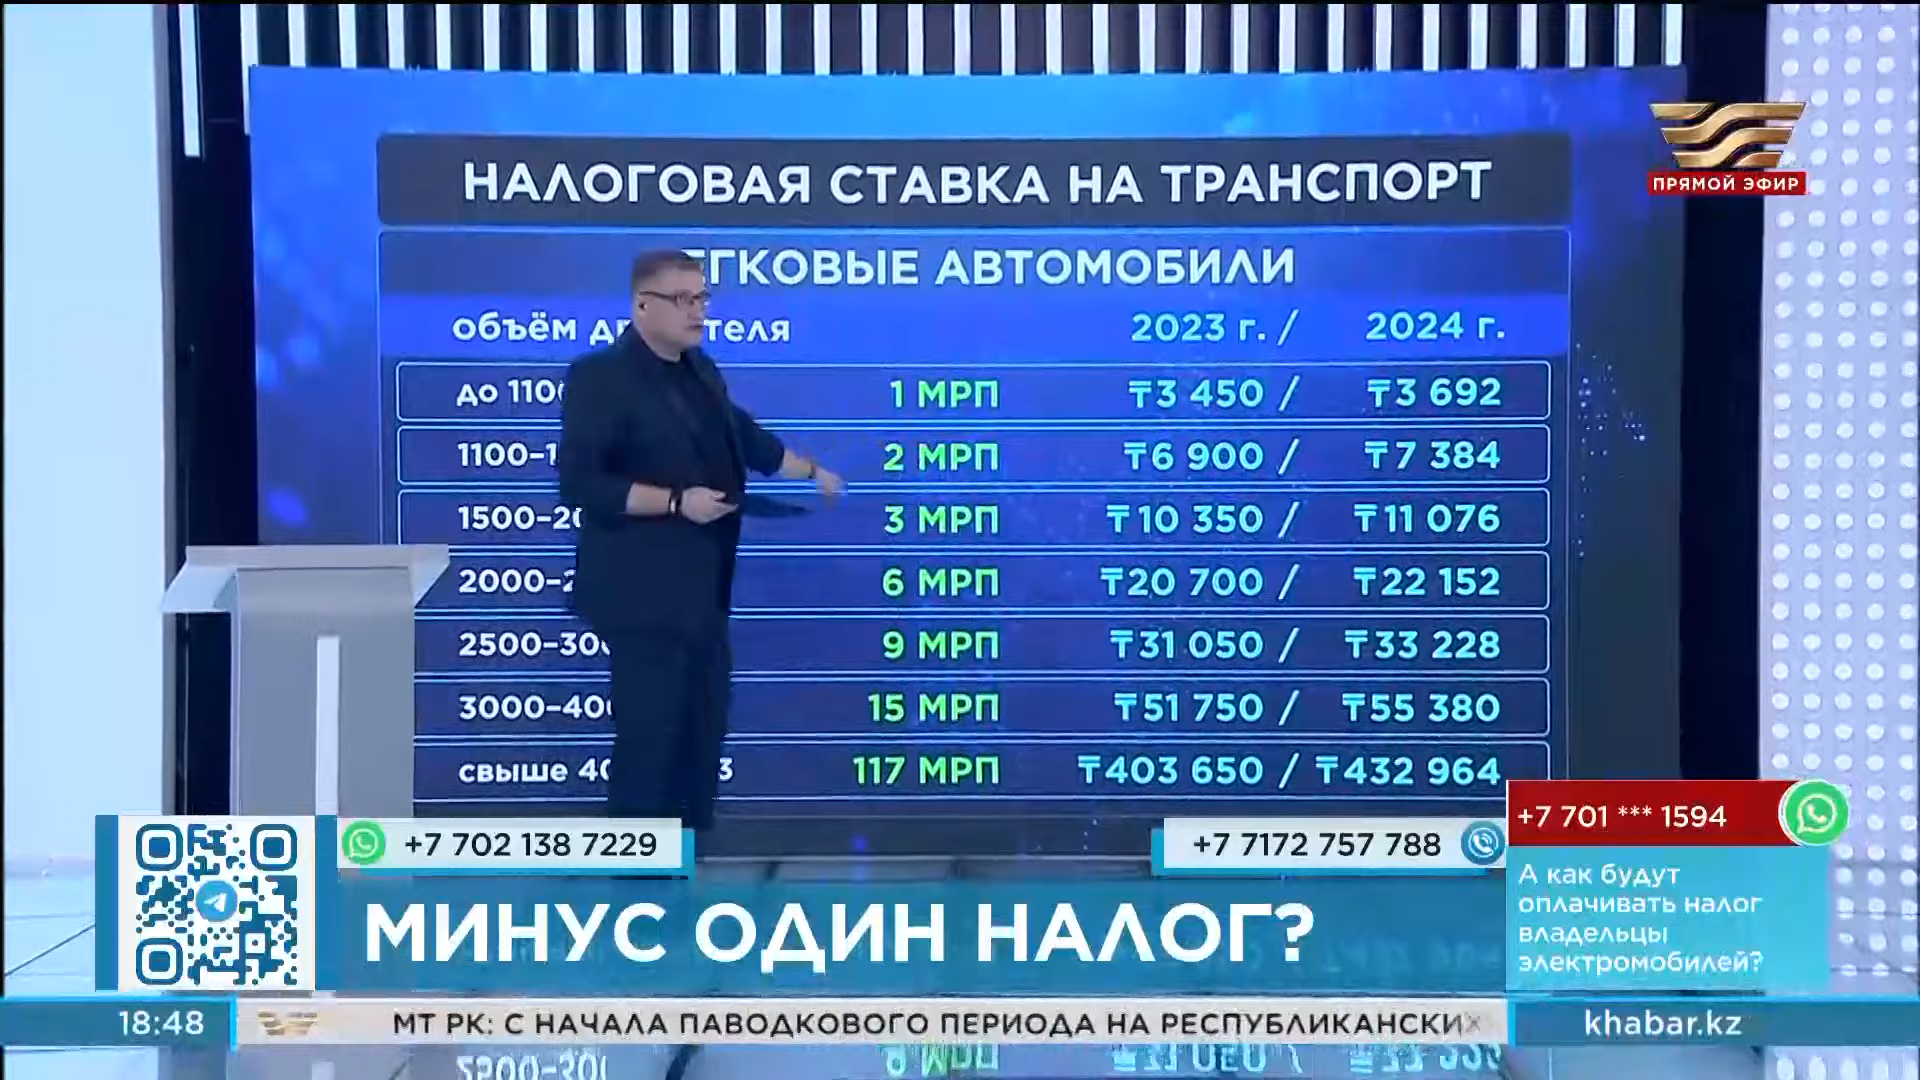 НАЛОГОВАЯ СТАВКА НА ТРАНСПОРТ
ПРЯМОЙ ЭФИР
ЕГКОВЫЕ АВТОМОБИЛИ
объём 2023 г. / 2024 г.
до 1 МРП ₸3 450 / ₸3 692
2 МРП ₸6 900 / ₸7 384
3 МРП ₸10 350 / ₸11 076
6 МРП ₸20 700 / ₸22 152
9 МРП ₸31 050 / ₸33 228
15 МРП ₸51 750 / ₸55 380
свыше 117 МРП ₸403 650 / ₸432 964
+7 702 138 7229
+7 7172 757 788
+7 701 *** 1594
А как будут
оплачивать налог
владельцы
электромобилей?
МИНУС ОДИН НАЛОГ?
18:48
МТ РК: С НАЧАЛА ПАВОДКОВОГО ПЕРИОДА НА РЕСПУБЛИКАНСКИХ
khabar.kz